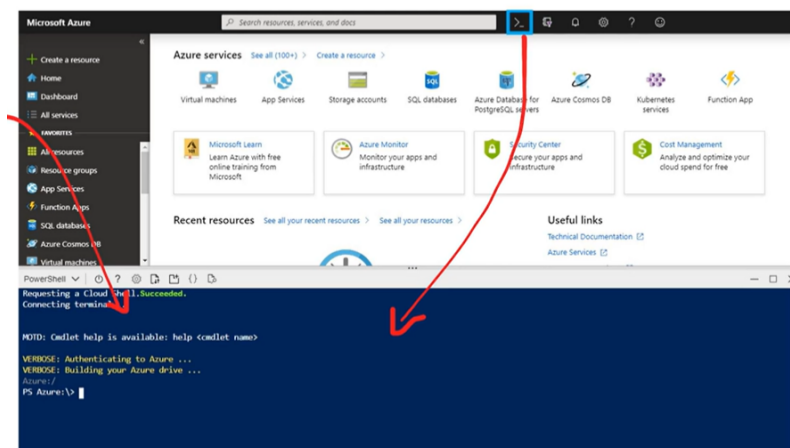 Microsoft Azure
Search resources, services, and docs
>_
?
Create a resource
Home
Dashboard
All services
FAVORITES
All resources
Resource groups
App Services
Function Apps
SQL databases
Azure Cosmos DB
Virtual machines
Azure services See all (100+) > Create a resource >
Virtual machines
App Services
Storage accounts
SQL
SQL databases
Azure Database for
PostgreSQL servers
Azure Cosmos DB
Kubernetes
services
Function App
Microsoft Learn
Learn Azure with free
online training from
Microsoft
Azure Monitor
Monitor your apps and
infrastructure
Security Center
Secure your apps and
infrastructure
Cost Management
Analyze and optimize your
cloud spend for free
Recent resources See all your recent resources > See all your resources >
Useful links
Technical Documentation
Azure Services
PowerShell ? {}
Requesting a Cloud Shell.Succeeded.
Connecting terminal
MOTD: Cmdlet help is available: help <cmdlet name>
VERBOSE: Authenticating to Azure ...
VERBOSE: Building your Azure drive ...
Azure:/
PS Azure:\>